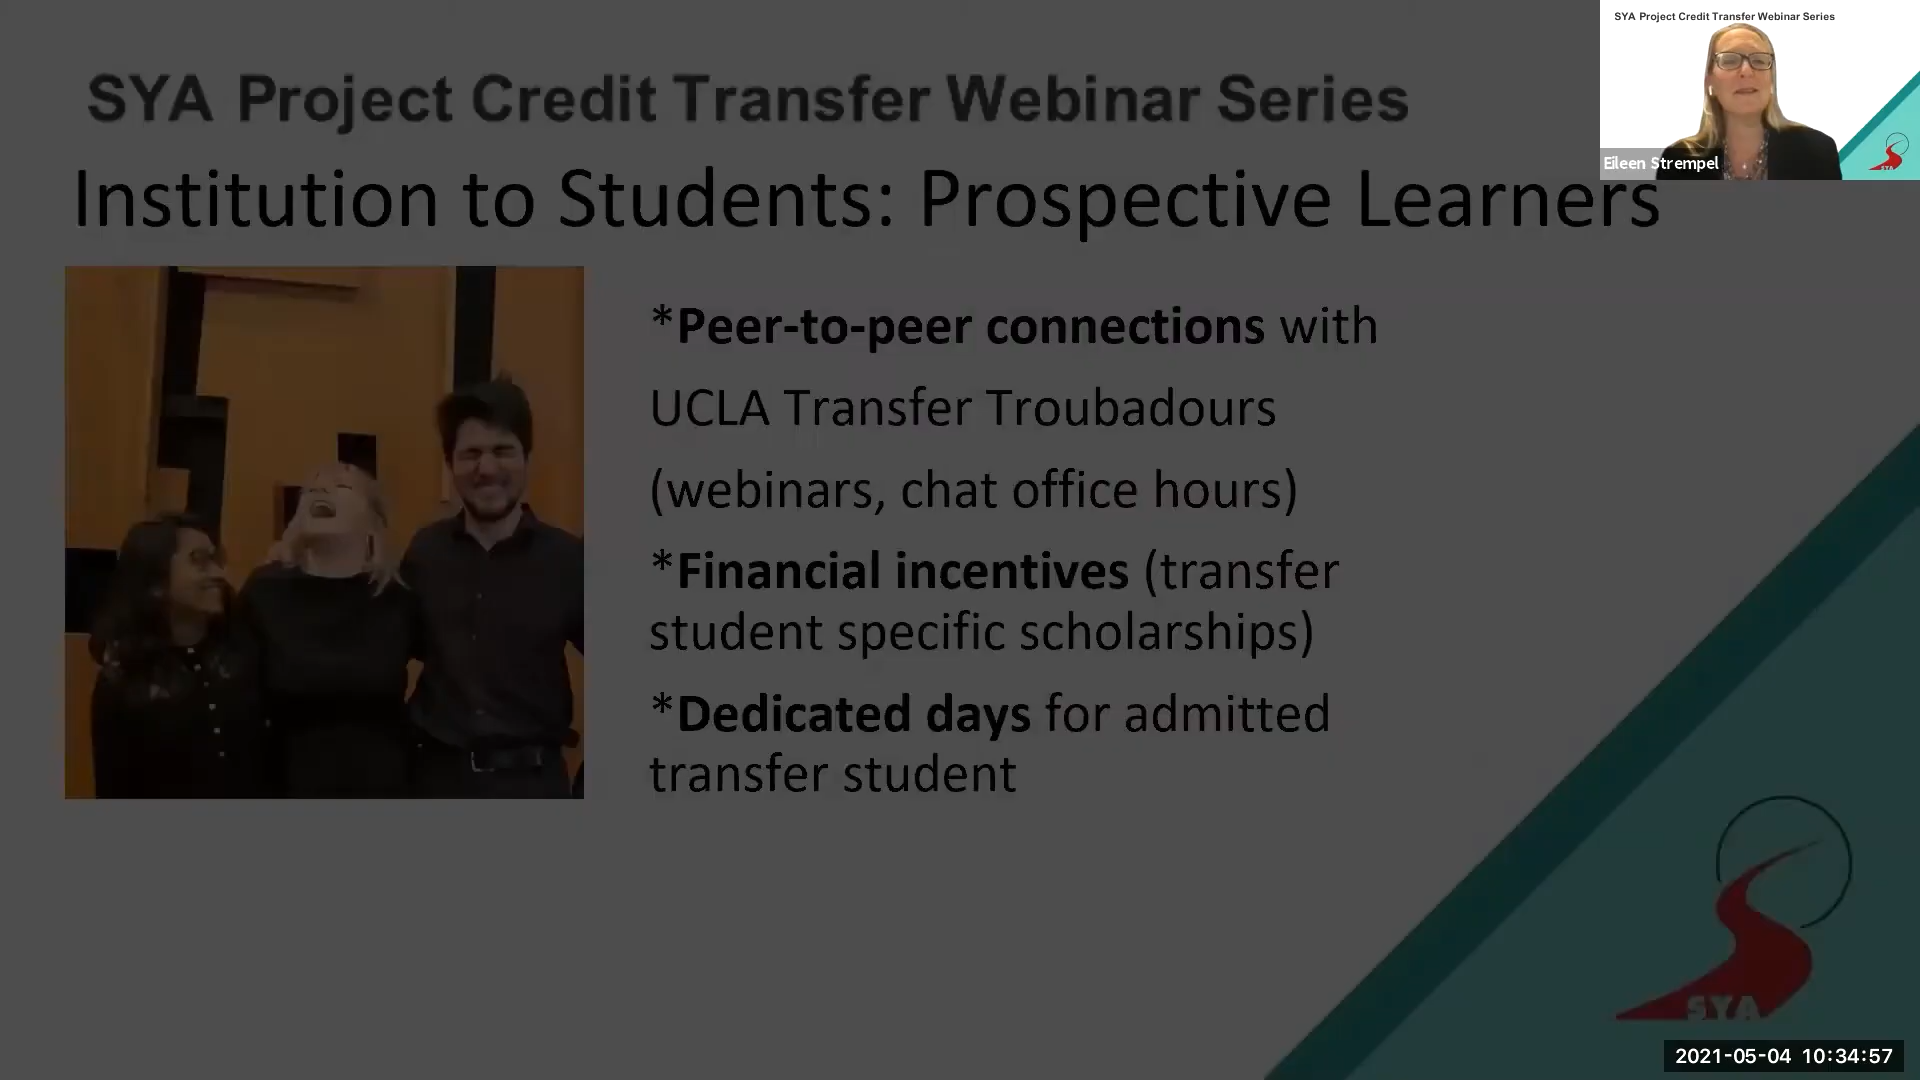 SYA Project Credit Transfer Webinar Series
SYA Project Credit Transfer Webinar Series
Eileen Strempel
SYA
Institution to Students: Prospective Learners
*Peer-to-peer connections with
UCLA Transfer Troubadours
(webinars, chat office hours)
*Financial incentives (transfer
student specific scholarships)
*Dedicated days for admitted
transfer student
SYA
2021-05-04 10:34:57